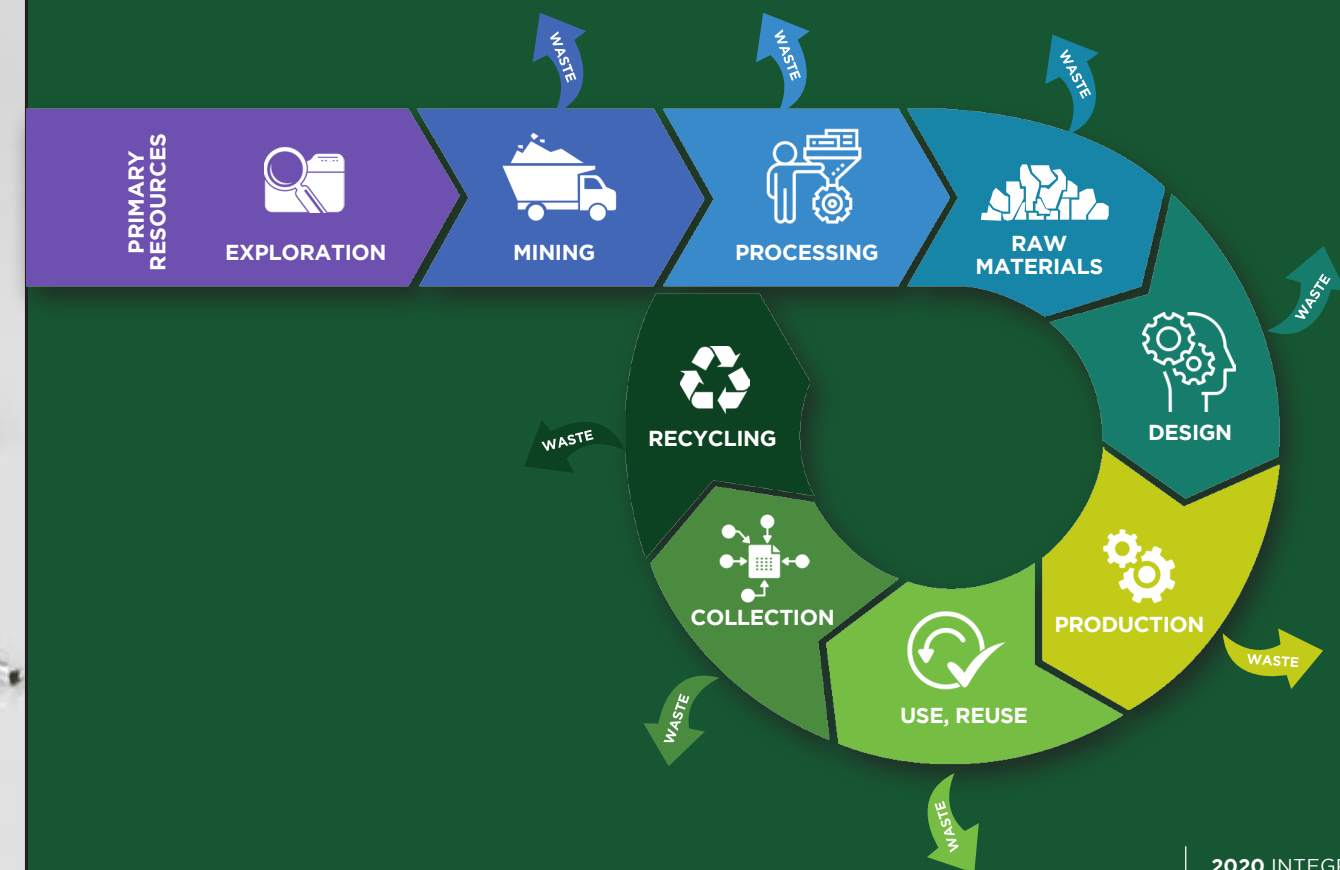 WASTE
WASTE
WASTE
PRIMARY
RESOURCES
EXPLORATION
MINING
PROCESSING
RAW
MATERIALS
WASTE
DESIGN
RECYCLING
WASTE
COLLECTION
PRODUCTION
WASTE
USE, REUSE
WASTE
WASTE
2020